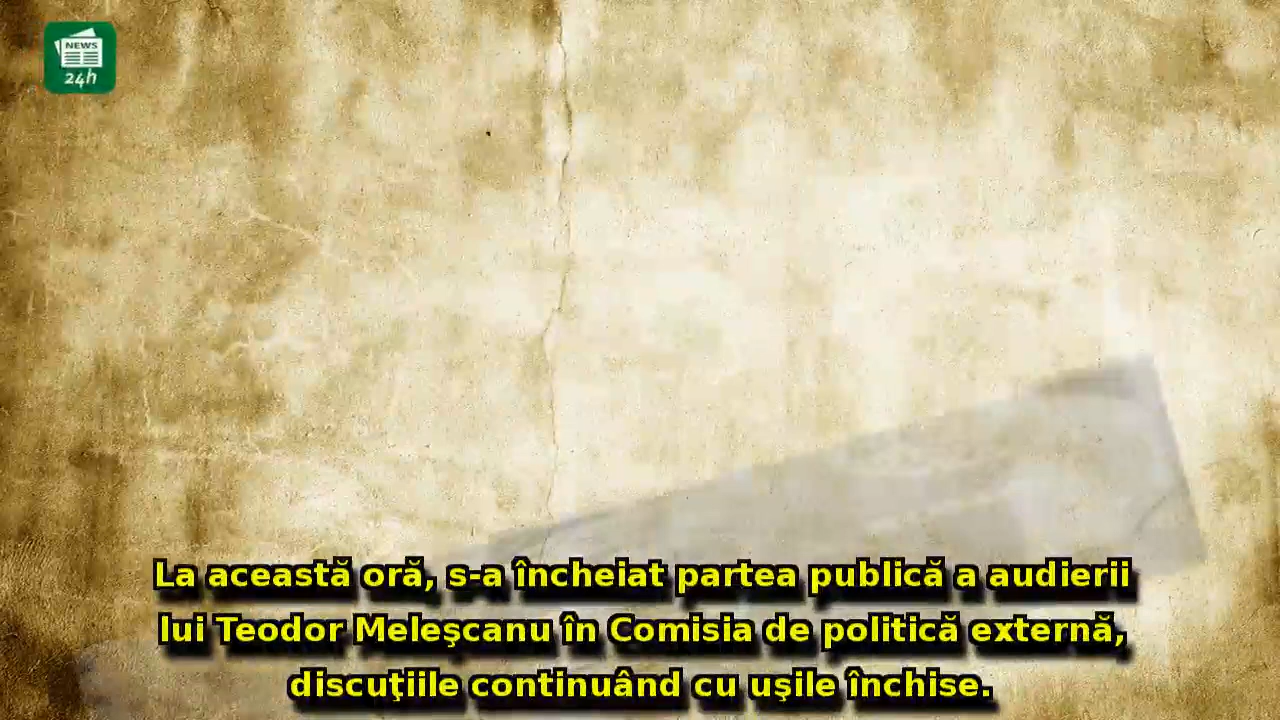 NEWS
24h
La această oră, s-a încheiat partea publică a audierii
lui Teodor Meleşcanu în Comisia de politică externă,
discuţiile continuând cu uşile închise.